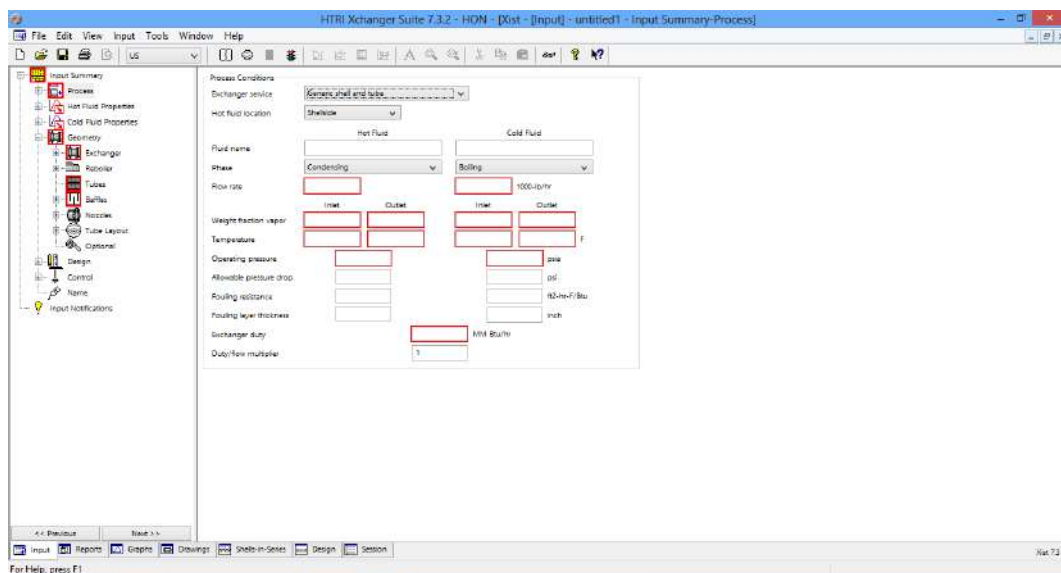 HTRI Xchanger Suite 7.3.2 - HON - [Xist - [Input] - untitled1 - Input Summary-Process]
File Edit View Input Tools Window Help
US
Input Summary
Process
Hot Fluid Properties
Cold Fluid Properties
Geometry
Exchanger
Reboiler
Tubes
Baffles
Nozzles
Tube Layout
Optional
Design
Control
Name
Input Notifications
Process Conditions
Exchanger service Generic shell and tube
Hot fluid location Shellside
Hot Fluid Cold Fluid
Fluid name
Phase Condensing Boiling
Flow rate 1000-lb/hr
Inlet Outlet Inlet Outlet
Weight fraction vapor
Temperature F
Operating pressure psia
Allowable pressure drop psi
Fouling resistance ft2-hr-F/Btu
Fouling layer thickness inch
Exchanger duty MM Btu/hr
Duty/flow multiplier 1
<< Previous Next >>
Input Reports Graphs Drawings Shells-in-Series Design Session
Xist 7.3
For Help, press F1